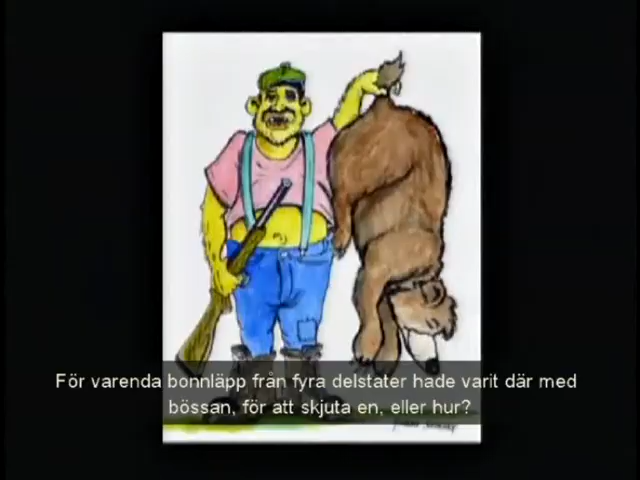 För varenda bonnläpp från fyra delstater hade varit där med
bössan, för att skjuta en, eller hur?